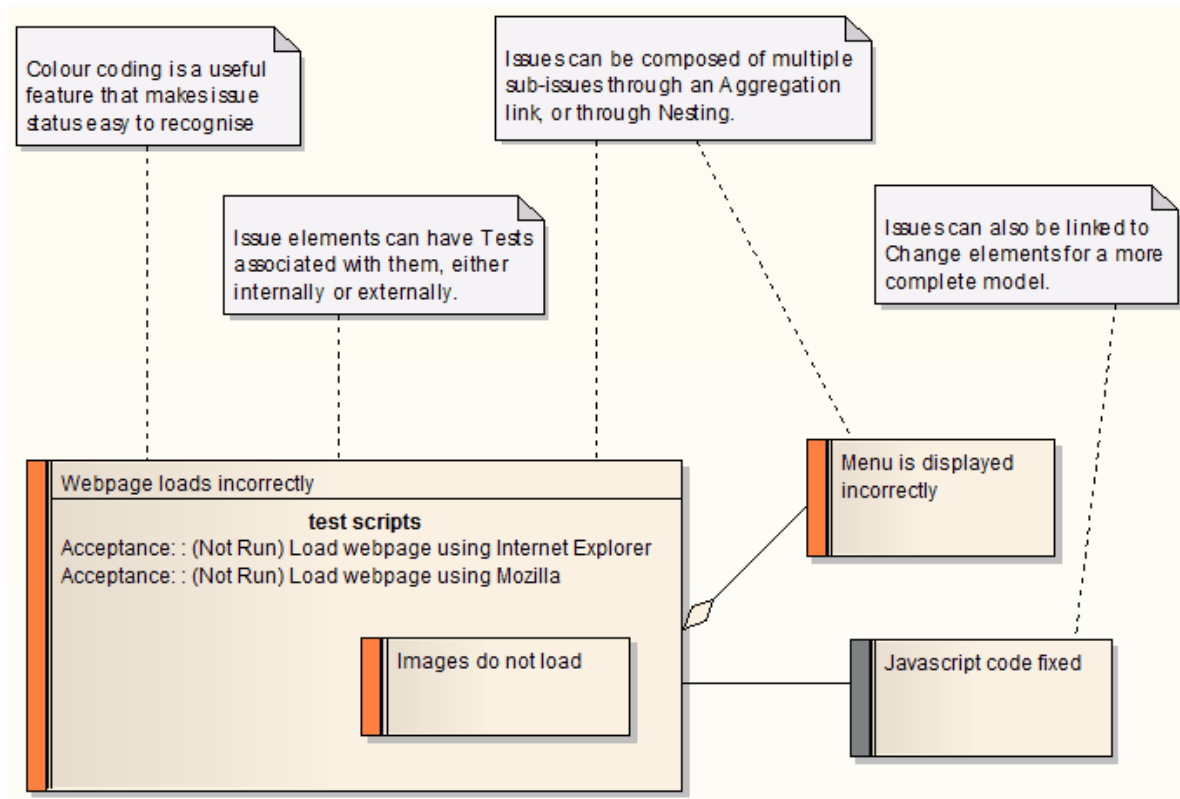 Colour coding is a useful
feature that makes issue
status easy to recognise
Issues can be composed of multiple
sub-issues through an Aggregation
link, or through Nesting.
Issue elements can have Tests
associated with them, either
internally or externally.
Issues can also be linked to
Change elements for a more
complete model.
Webpage loads incorrectly
test scripts
Acceptance: : (Not Run) Load webpage using Internet Explorer
Acceptance: : (Not Run) Load webpage using Mozilla
Images do not load
Menu is displayed
incorrectly
Javascript code fixed